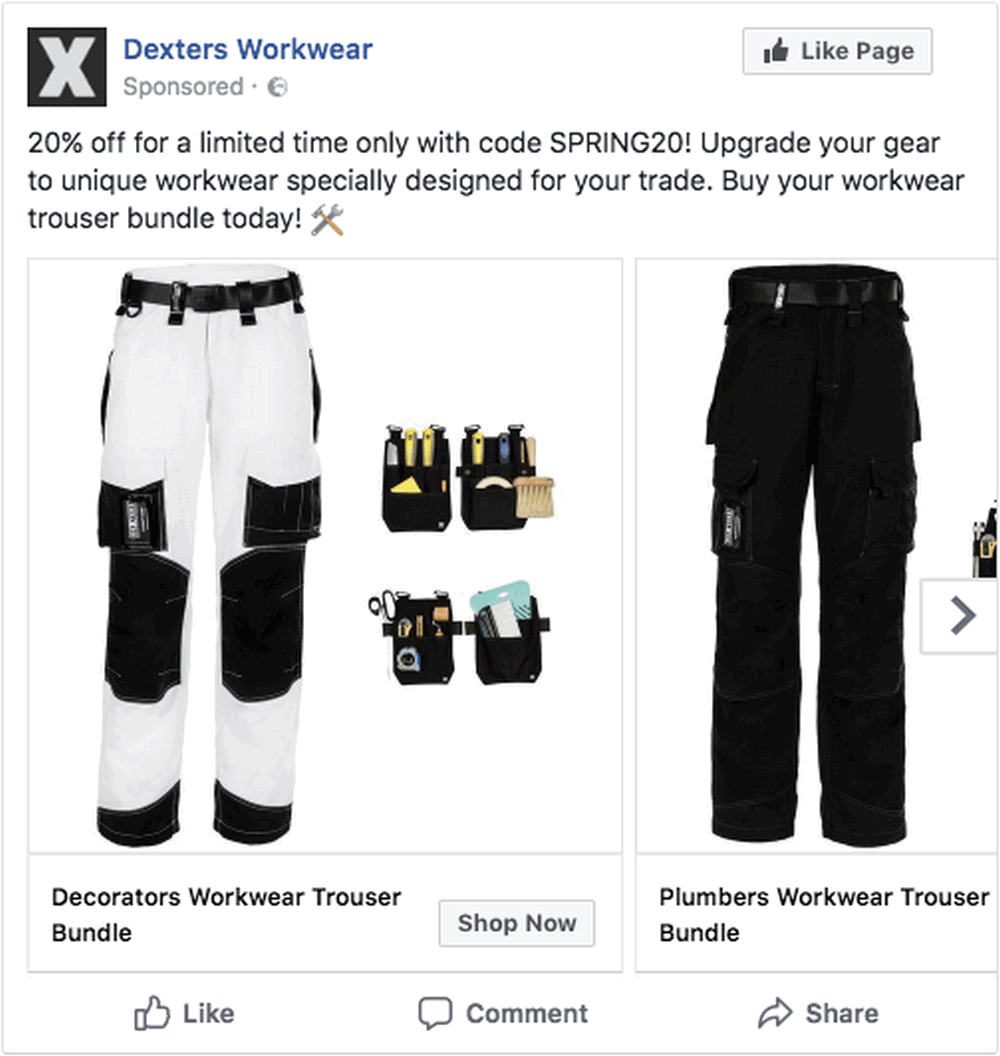 X
Dexters Workwear
Sponsored ·
Like Page
20% off for a limited time only with code SPRING20! Upgrade your gear
to unique workwear specially designed for your trade. Buy your workwear
trouser bundle today!
Decorators Workwear Trouser
Bundle
Shop Now
Plumbers Workwear Trouser
Bundle
Like
Comment
Share